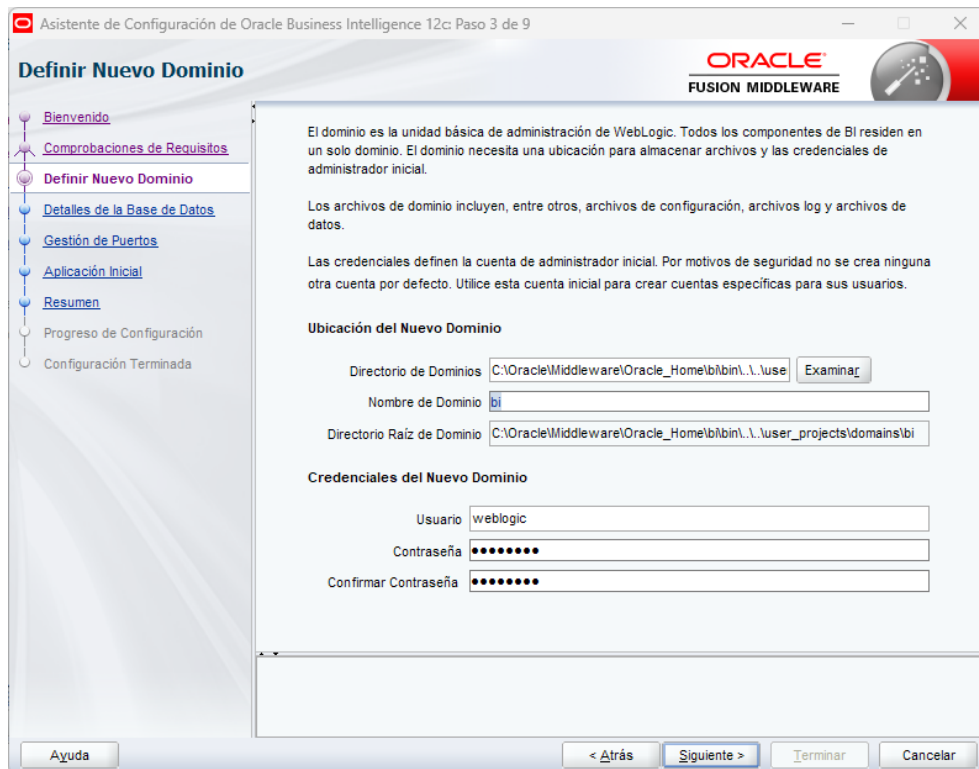 Asistente de Configuración de Oracle Business Intelligence 12c: Paso 3 de 9
Definir Nuevo Dominio
ORACLE
FUSION MIDDLEWARE
Bienvenido
Comprobaciones de Requisitos
Definir Nuevo Dominio
Detalles de la Base de Datos
Gestión de Puertos
Aplicación Inicial
Resumen
Progreso de Configuración
Configuración Terminada
El dominio es la unidad básica de administración de WebLogic. Todos los componentes de BI residen en
un solo dominio. El dominio necesita una ubicación para almacenar archivos y las credenciales de
administrador inicial.
Los archivos de dominio incluyen, entre otros, archivos de configuración, archivos log y archivos de
datos.
Las credenciales definen la cuenta de administrador inicial. Por motivos de seguridad no se crea ninguna
otra cuenta por defecto. Utilice esta cuenta inicial para crear cuentas específicas para sus usuarios.
Ubicación del Nuevo Dominio
Directorio de Dominios C:\Oracle\Middleware\Oracle_Home\bi\bin\..\..\use Examinar
Nombre de Dominio bi
Directorio Raíz de Dominio C:\Oracle\Middleware\Oracle_Home\bi\bin\..\..\user_projects\domains\bi
Credenciales del Nuevo Dominio
Usuario weblogic
Contraseña ●●●●●●●●
Confirmar Contraseña ●●●●●●●●
Ayuda < Atrás Siguiente > Terminar Cancelar